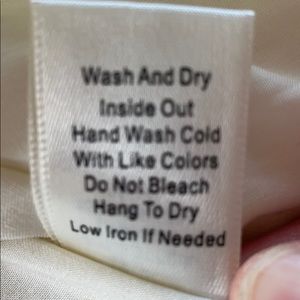 Wash And Dry
Inside Out
Hand Wash Cold
With Like Colors
Do Not Bleach
Hang To Dry
Low Iron If Needed